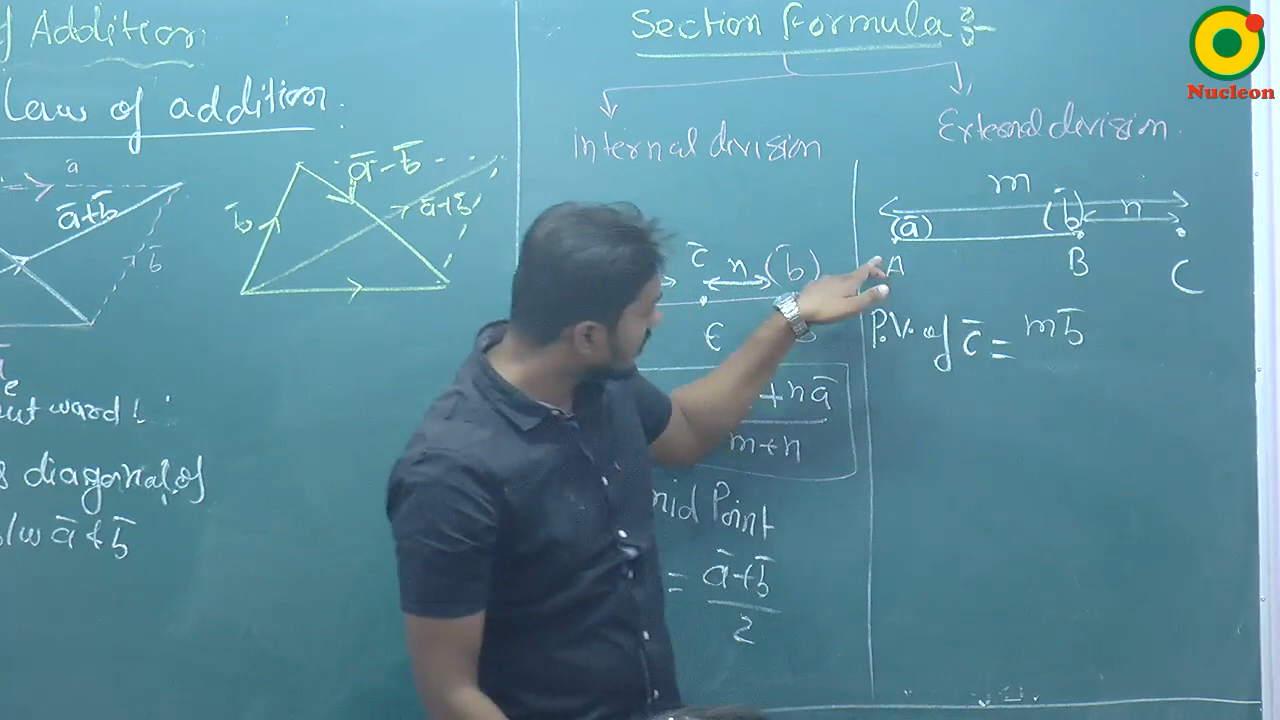 of Addition
law of addition.
a
ā+b̄
b̄
b̄
ā-b̄
ā+b̄
outward
diagonal of
b/w ā & b̄
Section Formula :-
Internal division
External division
c̄ n (b̄)
+nā
m+n
mid Point
= ā+b̄
2
m
(ā) (b̄) n
A B C
P.V. of c̄ = mb̄
Nucleon